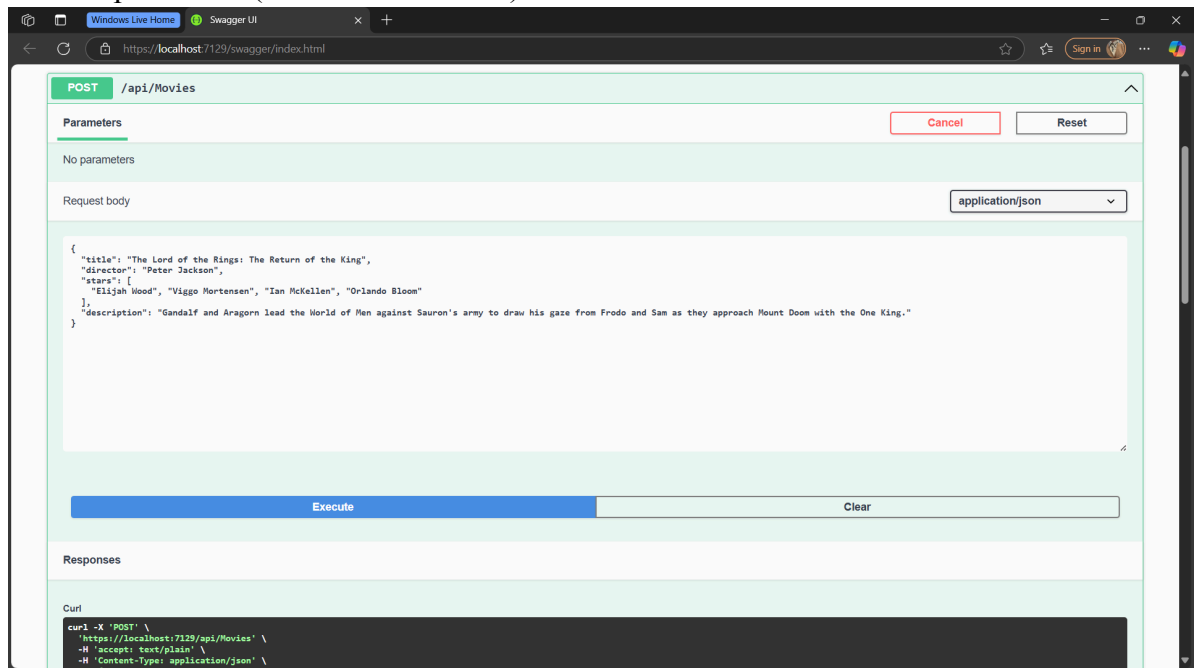 Windows Live Home
Swagger UI
https://localhost:7129/swagger/index.html
Sign in
POST /api/Movies
Parameters
Cancel
Reset
No parameters
Request body
application/json
{
"title": "The Lord of the Rings: The Return of the King",
"director": "Peter Jackson",
"stars": [
"Elijah Wood", "Viggo Mortensen", "Ian McKellen", "Orlando Bloom"
],
"description": "Gandalf and Aragorn lead the World of Men against Sauron's army to draw his gaze from Frodo and Sam as they approach Mount Doom with the One King."
}
Execute
Clear
Responses
Curl
curl -X 'POST' \
'https://localhost:7129/api/Movies' \
-H 'accept: text/plain' \
-H 'Content-Type: application/json' \